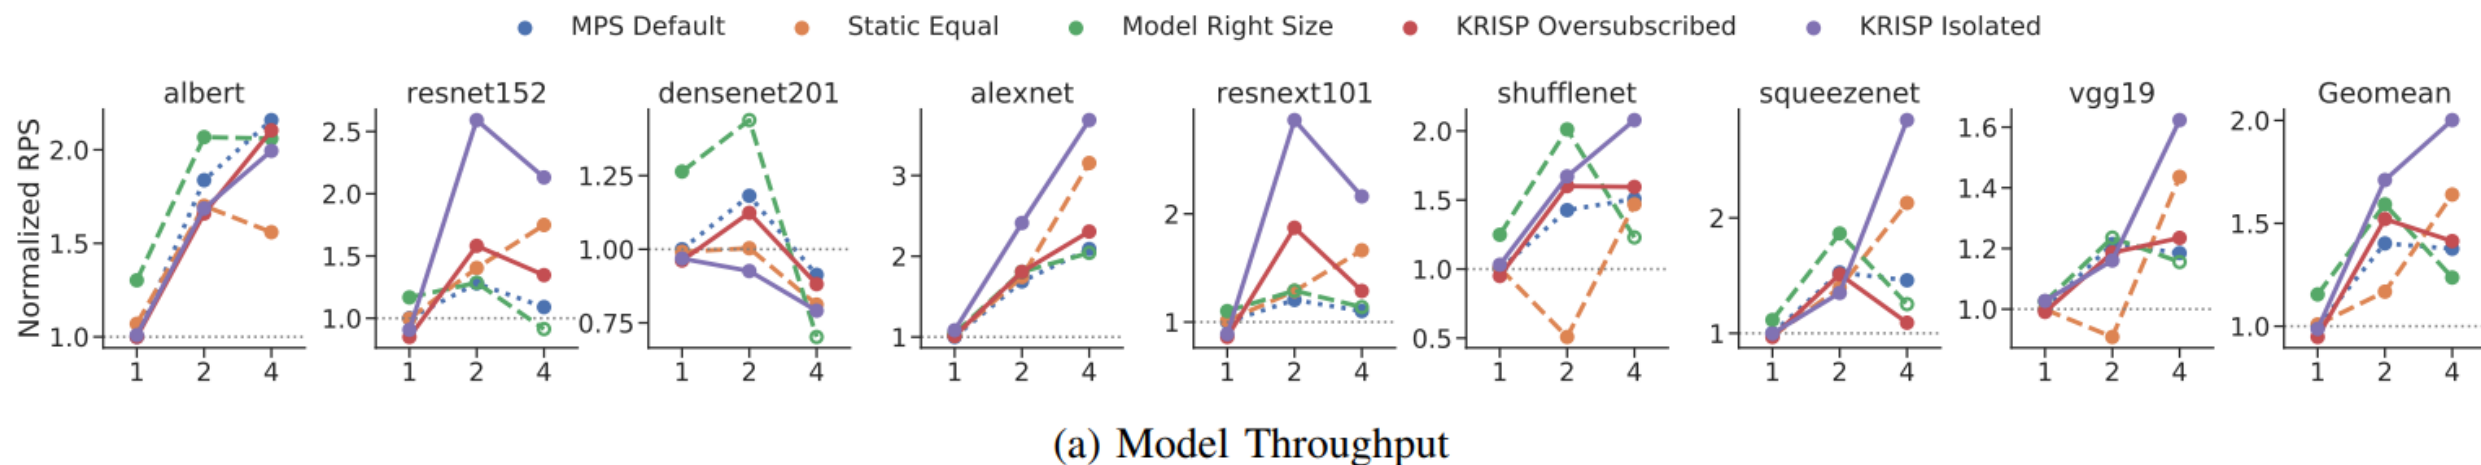 MPS Default Static Equal Model Right Size KRISP Oversubscribed KRISP Isolated
albert resnet152 densenet201 alexnet resnext101 shufflenet squeezenet vgg19 Geomean
Normalized RPS
2.0
1.5
1.0
1 2 4
2.5
2.0
1.5
1.0
1 2 4
1.25
1.00
0.75
1 2 4
3
2
1
1 2 4
2
1
1 2 4
2.0
1.5
1.0
0.5
1 2 4
2
1
1 2 4
1.6
1.4
1.2
1.0
1 2 4
2.0
1.5
1.0
1 2 4
(a) Model Throughput